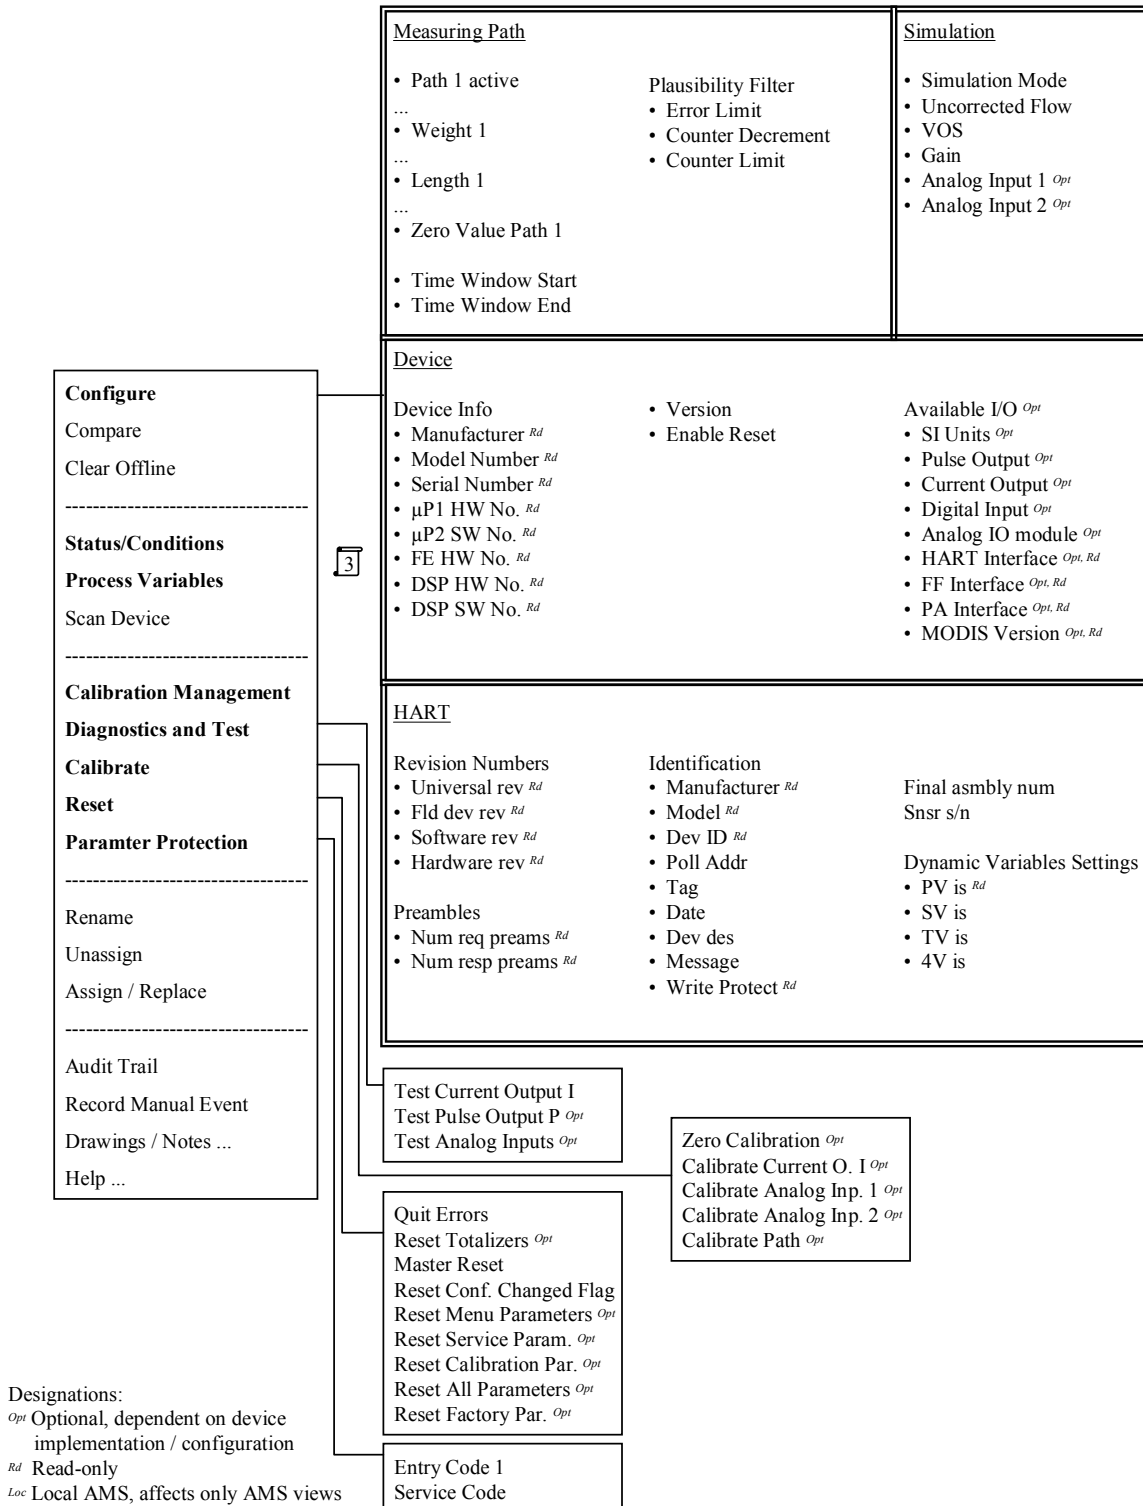 Measuring Path
• Path 1 active
...
• Weight 1
...
• Length 1
...
• Zero Value Path 1
• Time Window Start
• Time Window End
Plausibility Filter
• Error Limit
• Counter Decrement
• Counter Limit
Simulation
• Simulation Mode
• Uncorrected Flow
• VOS
• Gain
• Analog Input 1 Opt
• Analog Input 2 Opt
Configure
Compare
Clear Offline
-----------------------------------
Status/Conditions
Process Variables
Scan Device
-----------------------------------
Calibration Management
Diagnostics and Test
Calibrate
Reset
Paramter Protection
-----------------------------------
Rename
Unassign
Assign / Replace
-----------------------------------
Audit Trail
Record Manual Event
Drawings / Notes ...
Help ...
3
Device
Device Info
• Manufacturer Rd
• Model Number Rd
• Serial Number Rd
• µP1 HW No. Rd
• µP2 SW No. Rd
• FE HW No. Rd
• DSP HW No. Rd
• DSP SW No. Rd
• Version
• Enable Reset
Available I/O Opt
• SI Units Opt
• Pulse Output Opt
• Current Output Opt
• Digital Input Opt
• Analog IO module Opt
• HART Interface Opt, Rd
• FF Interface Opt, Rd
• PA Interface Opt, Rd
• MODIS Version Opt, Rd
HART
Revision Numbers
• Universal rev Rd
• Fld dev rev Rd
• Software rev Rd
• Hardware rev Rd
Preambles
• Num req preams Rd
• Num resp preams Rd
Identification
• Manufacturer Rd
• Model Rd
• Dev ID Rd
• Poll Addr
• Tag
• Date
• Dev des
• Message
• Write Protect Rd
Final asmbly num
Snsr s/n
Dynamic Variables Settings
• PV is Rd
• SV is
• TV is
• 4V is
Test Current Output I
Test Pulse Output P Opt
Test Analog Inputs Opt
Zero Calibration Opt
Calibrate Current O. I Opt
Calibrate Analog Inp. 1 Opt
Calibrate Analog Inp. 2 Opt
Calibrate Path Opt
Quit Errors
Reset Totalizers Opt
Master Reset
Reset Conf. Changed Flag
Reset Menu Parameters Opt
Reset Service Param. Opt
Reset Calibration Par. Opt
Reset All Parameters Opt
Reset Factory Par. Opt
Entry Code 1
Service Code
Designations:
Opt Optional, dependent on device
implementation / configuration
Rd Read-only
Loc Local AMS, affects only AMS views